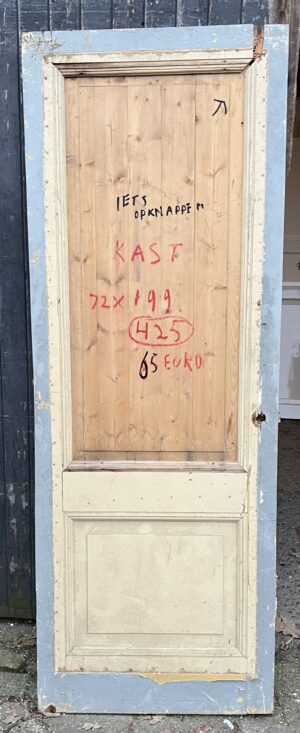 IETS
OPKNAPPEN
KAST
72X199
425
65 EURO